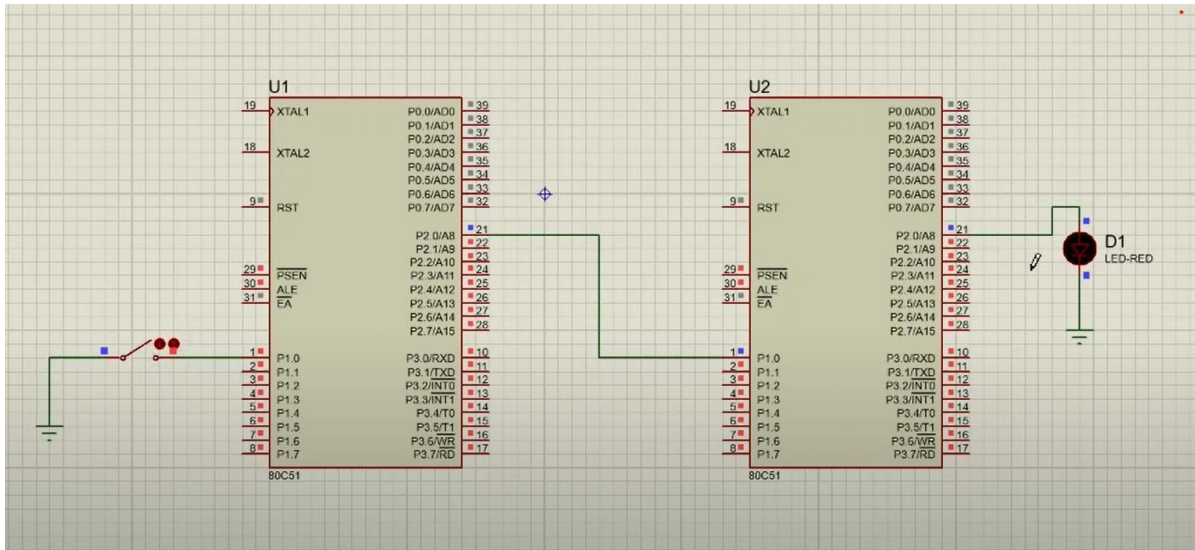 U1
19 XTAL1 P0.0/AD0 39
P0.1/AD1 38
P0.2/AD2 37
18 XTAL2 P0.3/AD3 36
P0.4/AD4 35
P0.5/AD5 34
P0.6/AD6 33
9 RST P0.7/AD7 32
P2.0/A8 21
P2.1/A9 22
P2.2/A10 23
29 PSEN P2.3/A11 24
30 ALE P2.4/A12 25
31 EA P2.5/A13 26
P2.6/A14 27
P2.7/A15 28
1 P1.0 P3.0/RXD 10
2 P1.1 P3.1/TXD 11
3 P1.2 P3.2/INT0 12
4 P1.3 P3.3/INT1 13
5 P1.4 P3.4/T0 14
6 P1.5 P3.5/T1 15
7 P1.6 P3.6/WR 16
8 P1.7 P3.7/RD 17
80C51
U2
19 XTAL1 P0.0/AD0 39
P0.1/AD1 38
P0.2/AD2 37
18 XTAL2 P0.3/AD3 36
P0.4/AD4 35
P0.5/AD5 34
P0.6/AD6 33
9 RST P0.7/AD7 32
P2.0/A8 21
P2.1/A9 22
P2.2/A10 23
29 PSEN P2.3/A11 24
30 ALE P2.4/A12 25
31 EA P2.5/A13 26
P2.6/A14 27
P2.7/A15 28
1 P1.0 P3.0/RXD 10
2 P1.1 P3.1/TXD 11
3 P1.2 P3.2/INT0 12
4 P1.3 P3.3/INT1 13
5 P1.4 P3.4/T0 14
6 P1.5 P3.5/T1 15
7 P1.6 P3.6/WR 16
8 P1.7 P3.7/RD 17
80C51
D1
LED-RED